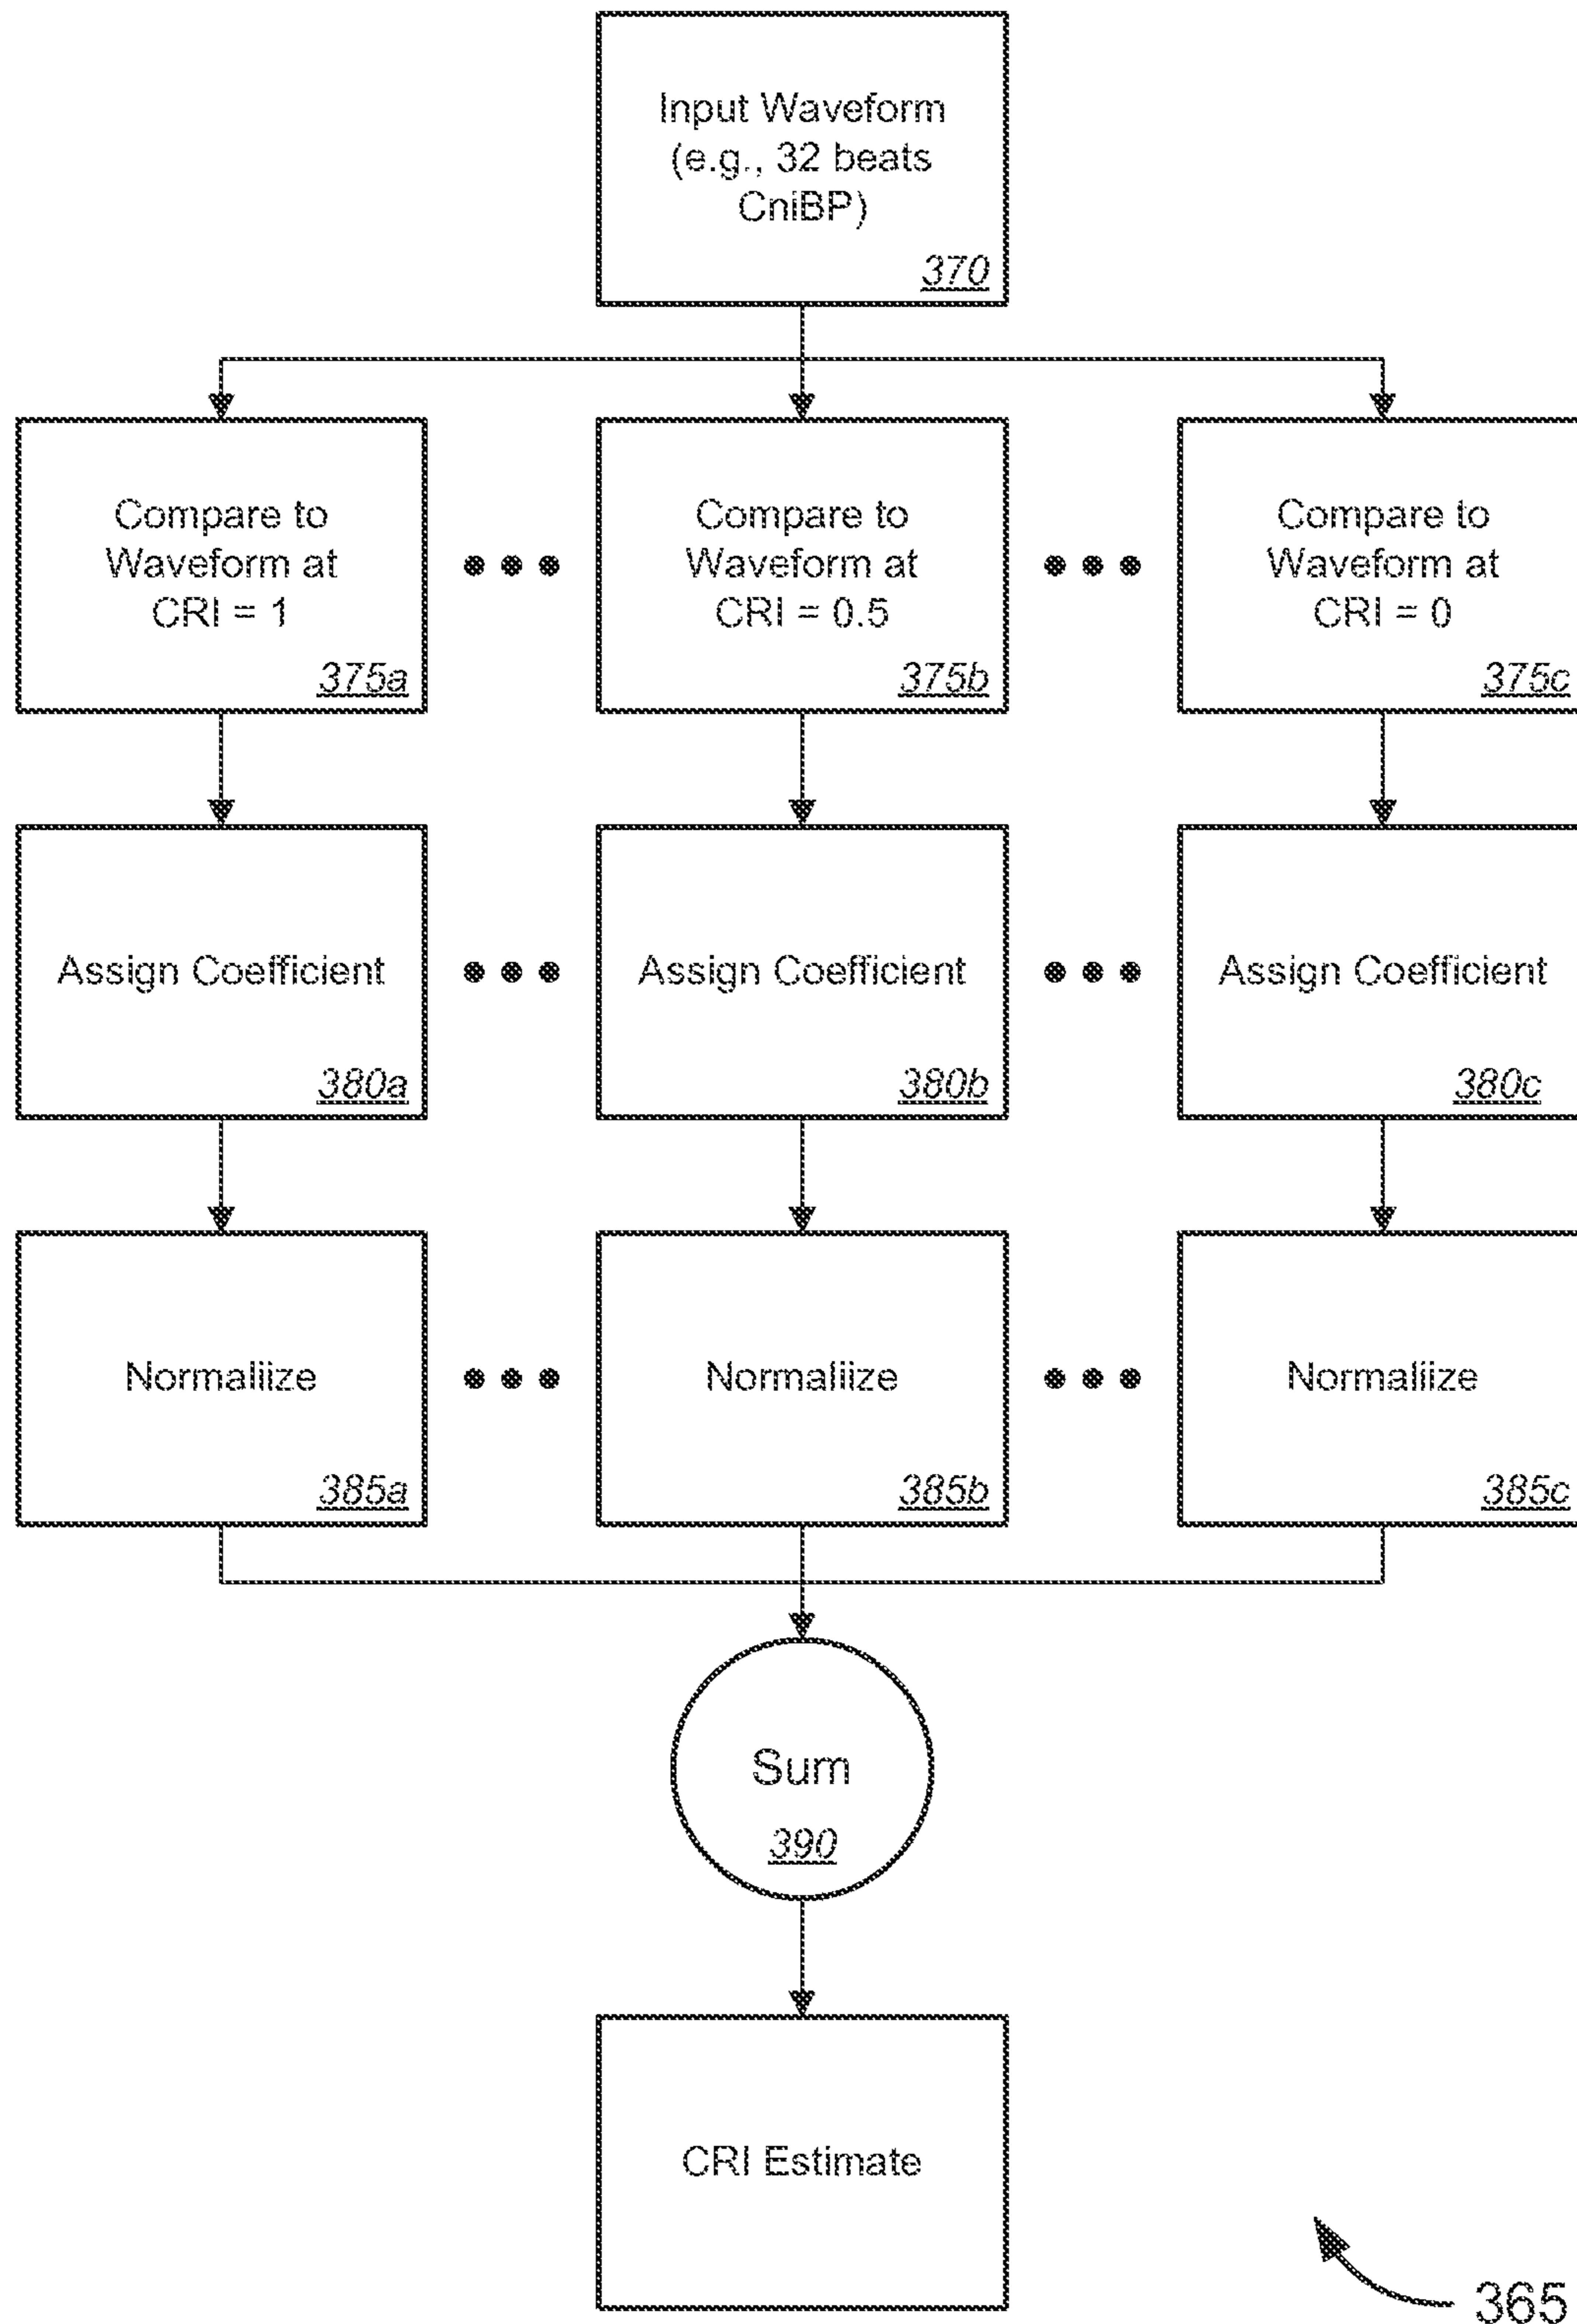 Input Waveform
(e.g., 32 beats
CniBP)
370
Compare to
Waveform at
CRI = 1
375a
Compare to
Waveform at
CRI = 0.5
375b
Compare to
Waveform at
CRI = 0
375c
Assign Coefficient
380a
Assign Coefficient
380b
Assign Coefficient
380c
Normaliize
385a
Normaliize
385b
Normaliize
385c
Sum
390
CRI Estimate
365